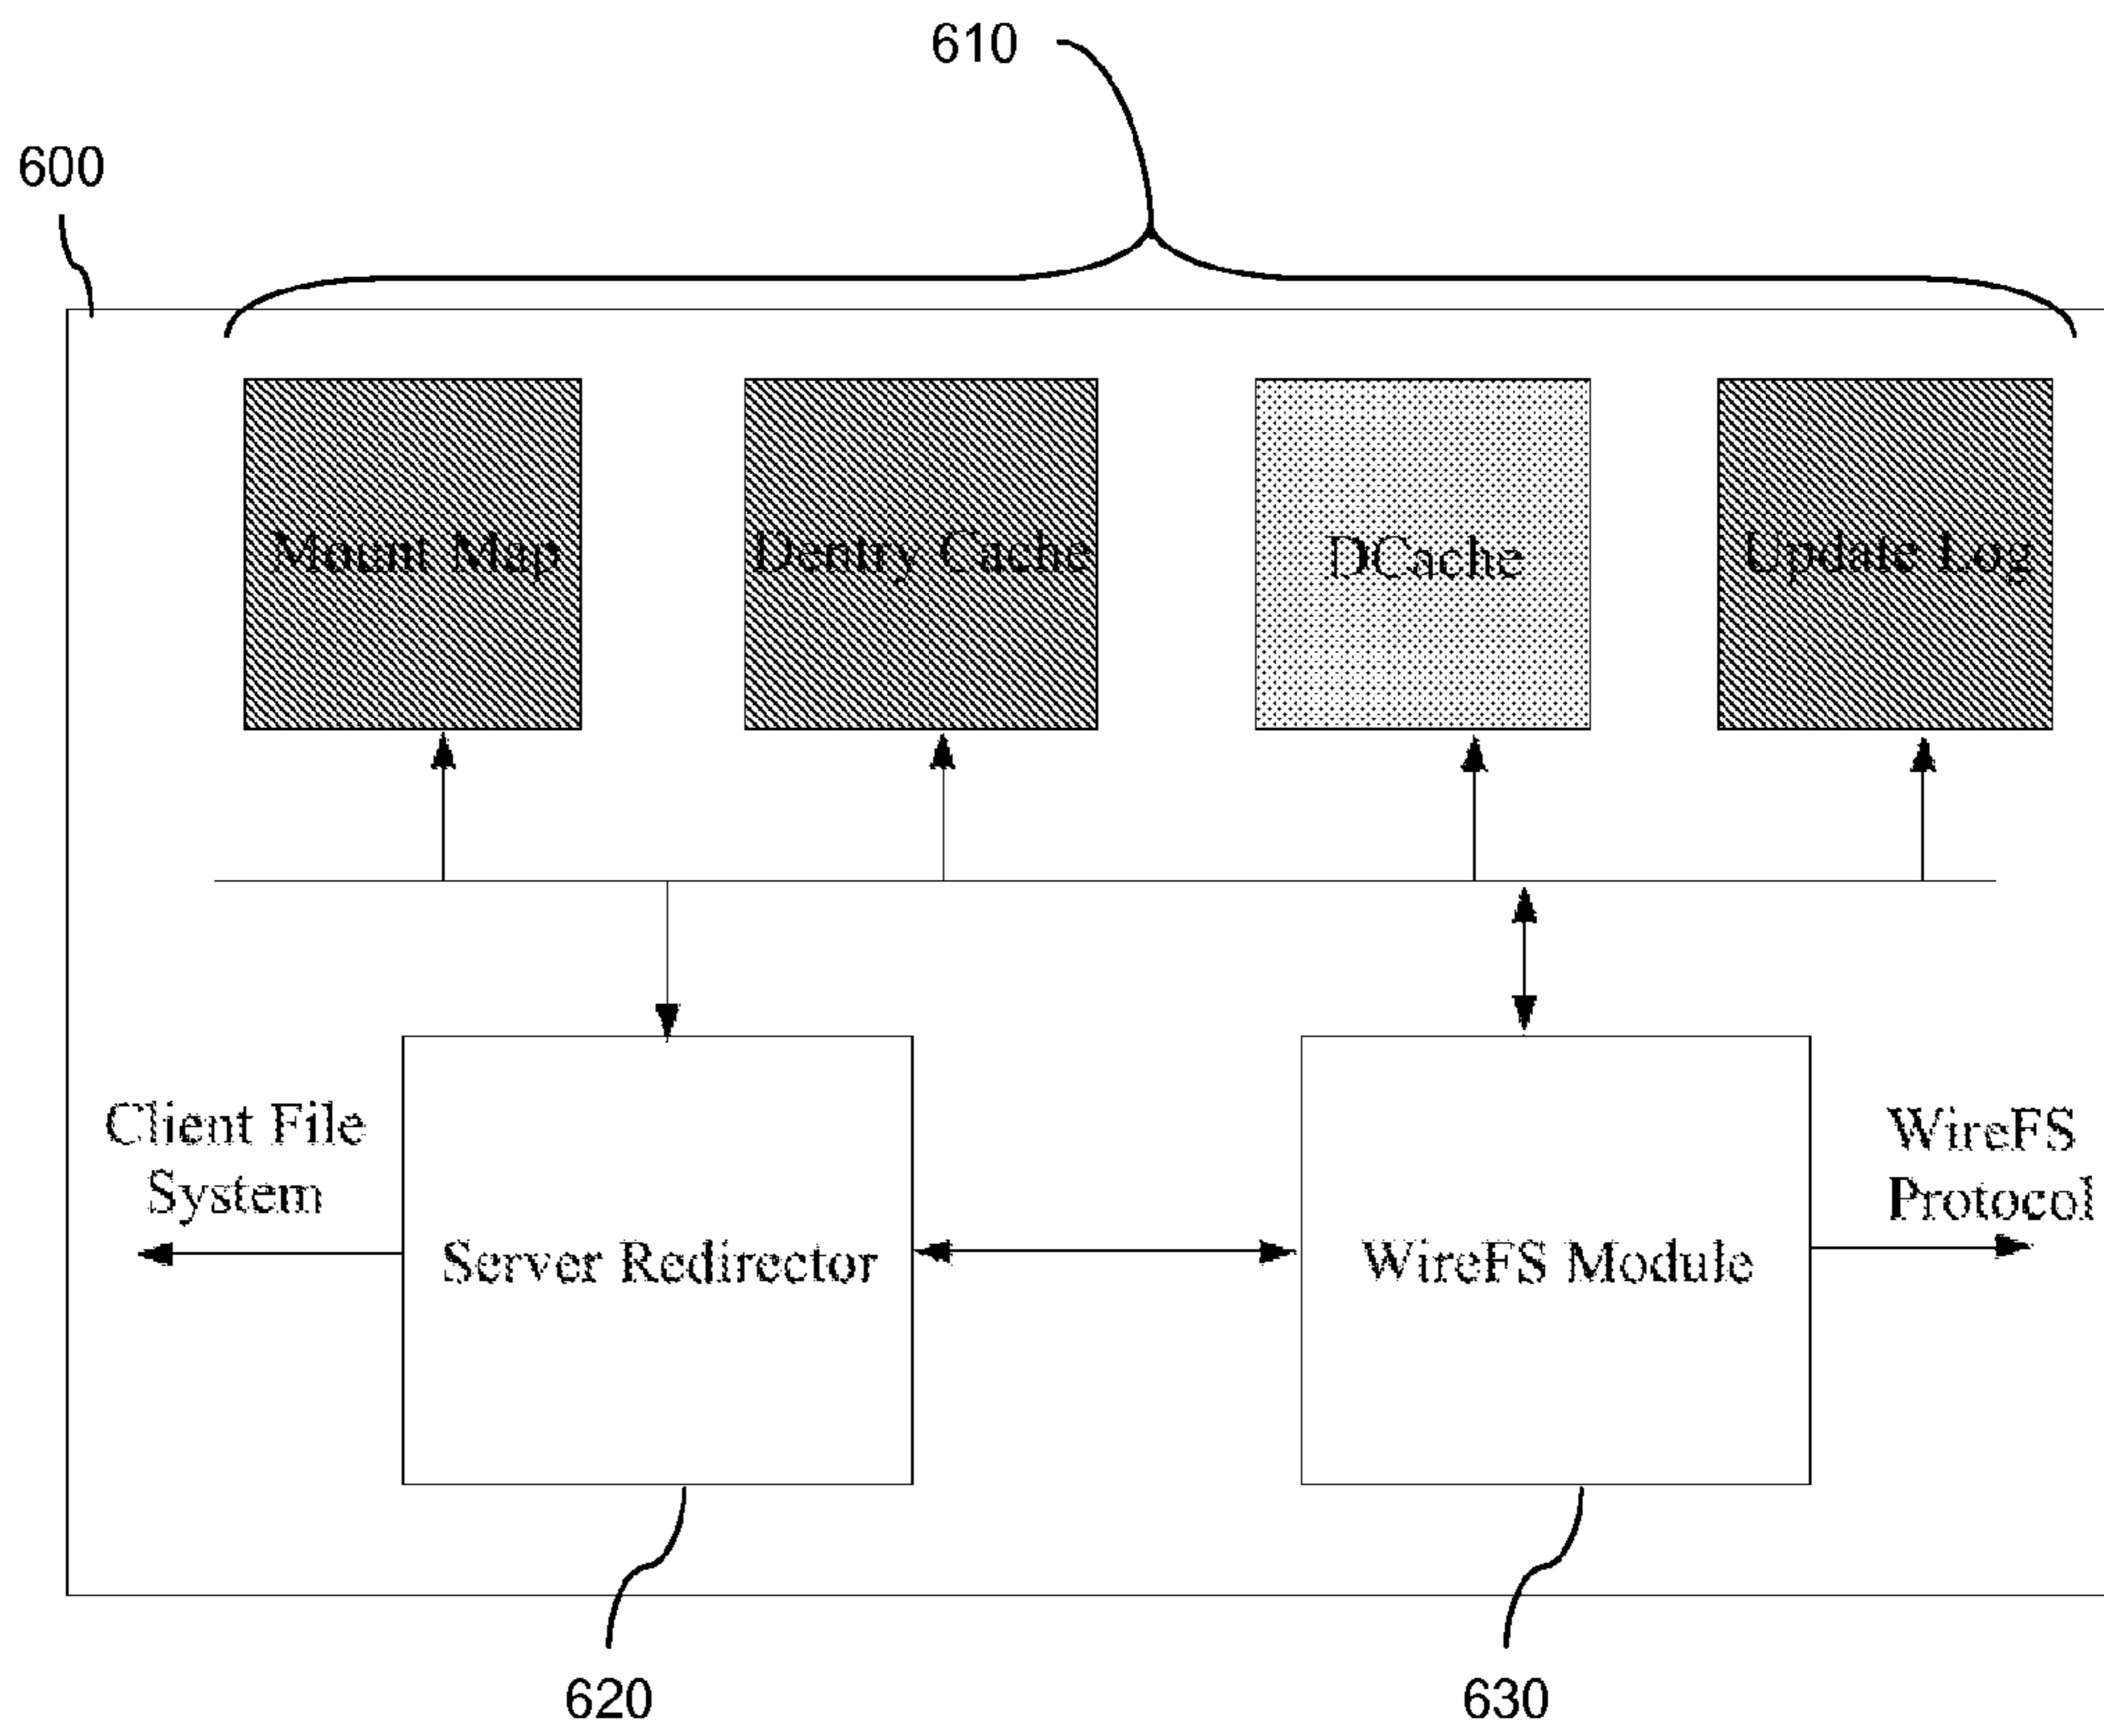 610
600
Mount Map
Dentry Cache
DCache
Update Log
Client File
System
WireFS
Protocol
Server Redirector
WireFS Module
620
630